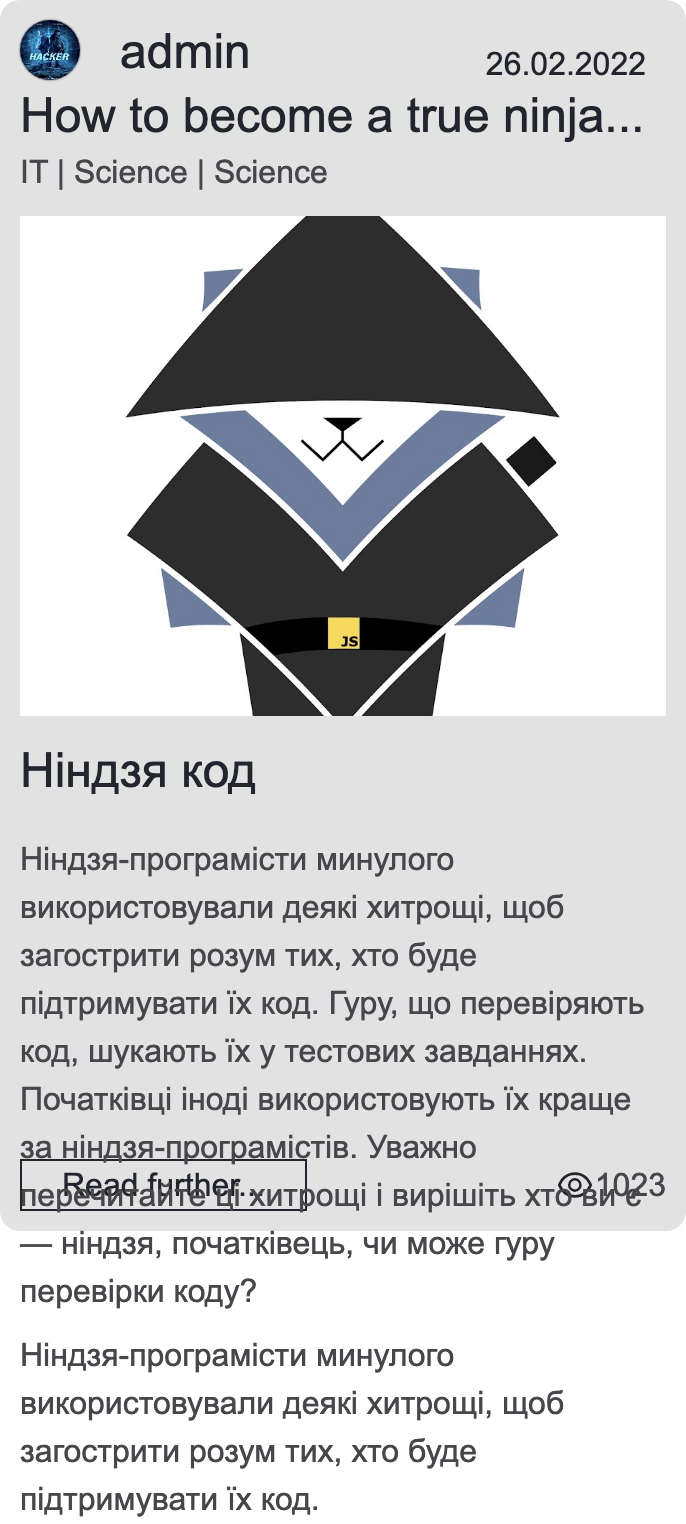 HACKER
admin
26.02.2022
How to become a true ninja...
IT | Science | Science
JS
Ніндзя код
Ніндзя-програмісти минулого
використовували деякі хитрощі, щоб
загострити розум тих, хто буде
підтримувати їх код. Гуру, що перевіряють
код, шукають їх у тестових завданнях.
Початківці іноді використовують їх краще
за ніндзя-програмістів. Уважно
Read further...
1023
перечитайте ці хитрощі і вирішіть хто ви є
— ніндзя, початківець, чи може гуру
перевірки коду?
Ніндзя-програмісти минулого
використовували деякі хитрощі, щоб
загострити розум тих, хто буде
підтримувати їх код.